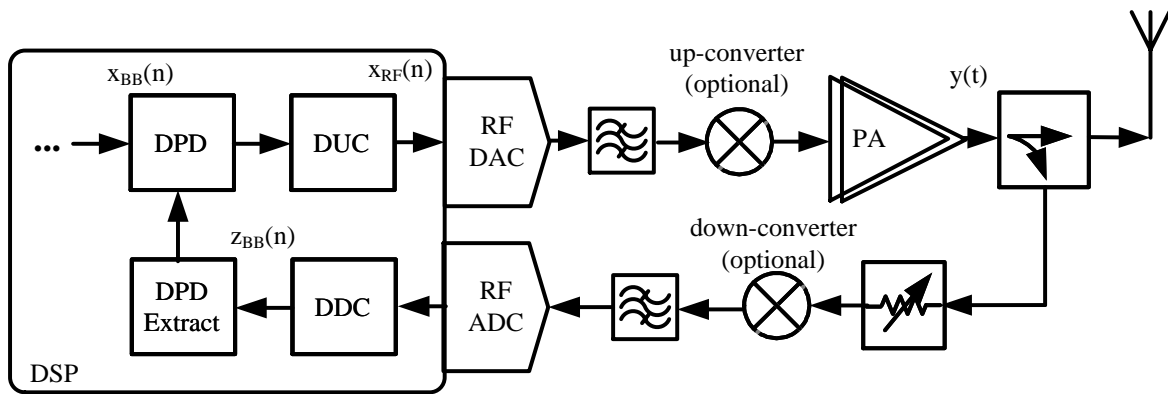 up-converter
(optional)
x_BB(n)
x_RF(n)
y(t)
...
DPD
DUC
RF
DAC
PA
z_BB(n)
down-converter
(optional)
DPD
Extract
DDC
RF
ADC
DSP